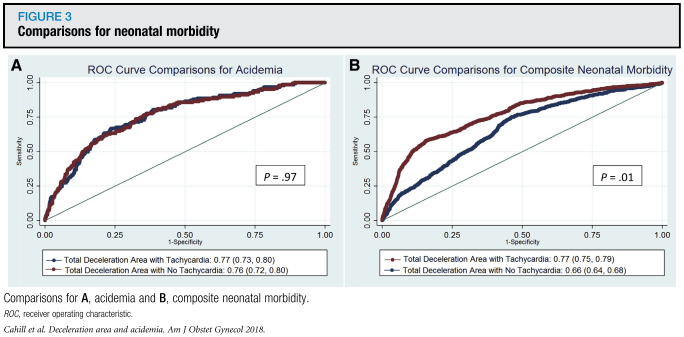 FIGURE 3
Comparisons for neonatal morbidity
A
ROC Curve Comparisons for Acidemia
Sensitivity
1.00
0.75
0.50
0.25
0.00
P = .97
0.00 0.25 0.50 0.75 1.00
1-Specificity
Total Deceleration Area with Tachycardia: 0.77 (0.73, 0.80)
Total Deceleration Area with No Tachycardia: 0.76 (0.72, 0.80)
B
ROC Curve Comparisons for Composite Neonatal Morbidity
Sensitivity
1.00
0.75
0.50
0.25
0.00
P = .01
0.00 0.25 0.50 0.75 1.00
1-Specificity
Total Deceleration Area with Tachycardia: 0.77 (0.75, 0.79)
Total Deceleration Area with No Tachycardia: 0.66 (0.64, 0.68)
Comparisons for A, acidemia and B, composite neonatal morbidity.
ROC, receiver operating characteristic.
Cahill et al. Deceleration area and acidemia. Am J Obstet Gynecol 2018.